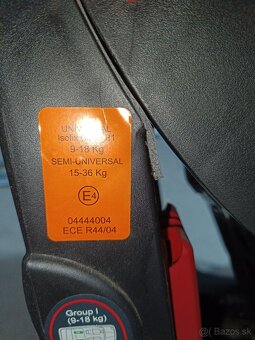 UNIVERSAL
Isofix
9-18 Kg
SEMI-UNIVERSAL
15-36 Kg
E4
04444004
ECE R44/04
Group I
(9-18 kg)
Bazos.sk